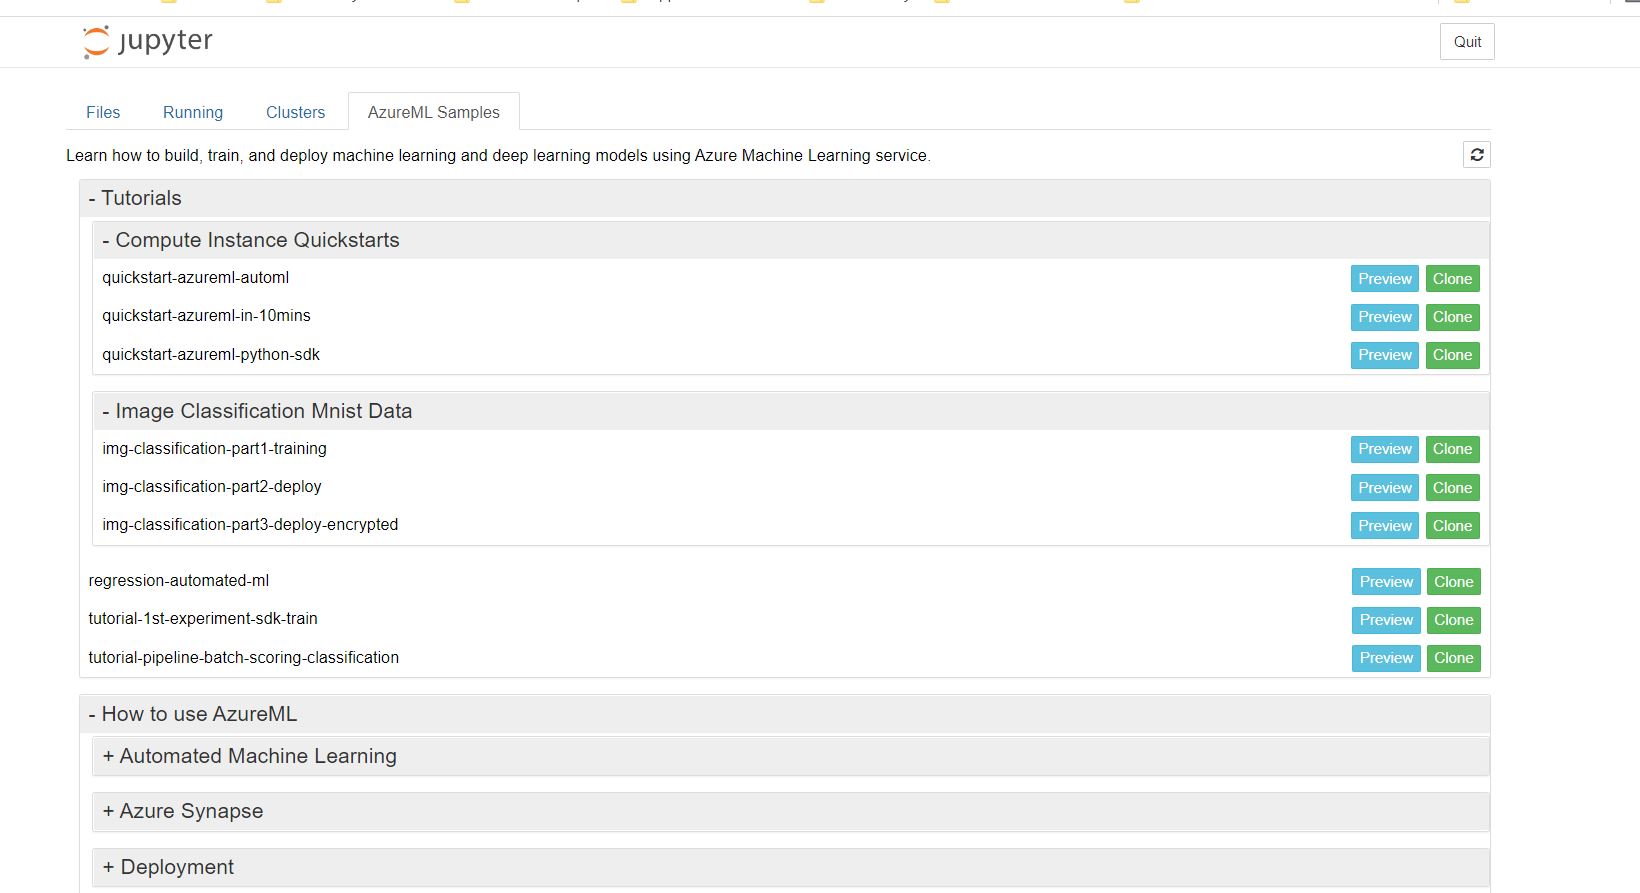 jupyter
Quit
Files Running Clusters AzureML Samples
Learn how to build, train, and deploy machine learning and deep learning models using Azure Machine Learning service.
- Tutorials
- Compute Instance Quickstarts
quickstart-azureml-automl Preview Clone
quickstart-azureml-in-10mins Preview Clone
quickstart-azureml-python-sdk Preview Clone
- Image Classification Mnist Data
img-classification-part1-training Preview Clone
img-classification-part2-deploy Preview Clone
img-classification-part3-deploy-encrypted Preview Clone
regression-automated-ml Preview Clone
tutorial-1st-experiment-sdk-train Preview Clone
tutorial-pipeline-batch-scoring-classification Preview Clone
- How to use AzureML
+ Automated Machine Learning
+ Azure Synapse
+ Deployment